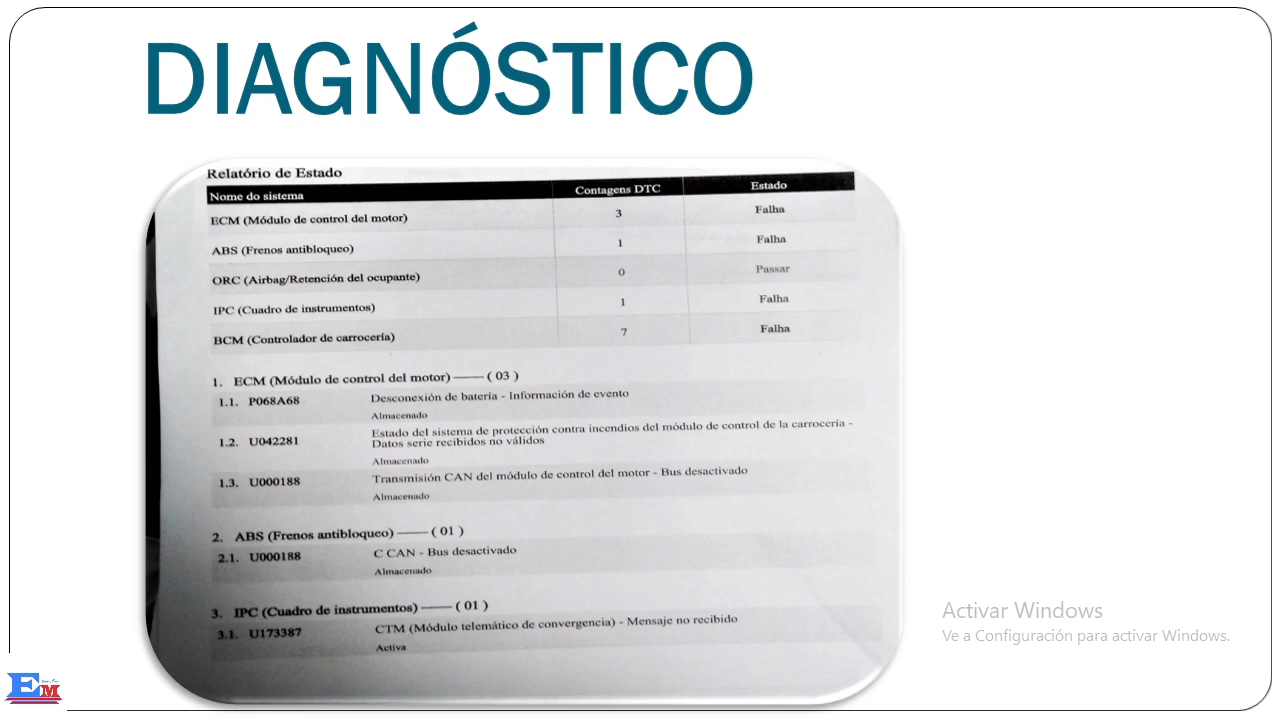 DIAGNÓSTICO
Relatório de Estado
Nome do sistema Contagens DTC Estado
ECM (Módulo de control del motor) 3 Falha
ABS (Frenos antibloqueo) 1 Falha
ORC (Airbag/Retención del ocupante) 0 Passar
IPC (Cuadro de instrumentos) 1 Falha
BCM (Controlador de carrocería) 7 Falha
1. ECM (Módulo de control del motor) —— ( 03 )
1.1. P068A68 Desconexión de batería - Información de evento
Almacenado
1.2. U042281 Estado del sistema de protección contra incendios del módulo de control de la carrocería -
Datos serie recibidos no válidos
Almacenado
1.3. U000188 Transmisión CAN del módulo de control del motor - Bus desactivado
Almacenado
2. ABS (Frenos antibloqueo) —— ( 01 )
2.1. U000188 C CAN - Bus desactivado
Almacenado
3. IPC (Cuadro de instrumentos) —— ( 01 )
3.1. U173387 CTM (Módulo telemático de convergencia) - Mensaje no recibido
Activa
Activar Windows
Ve a Configuración para activar Windows.
EM